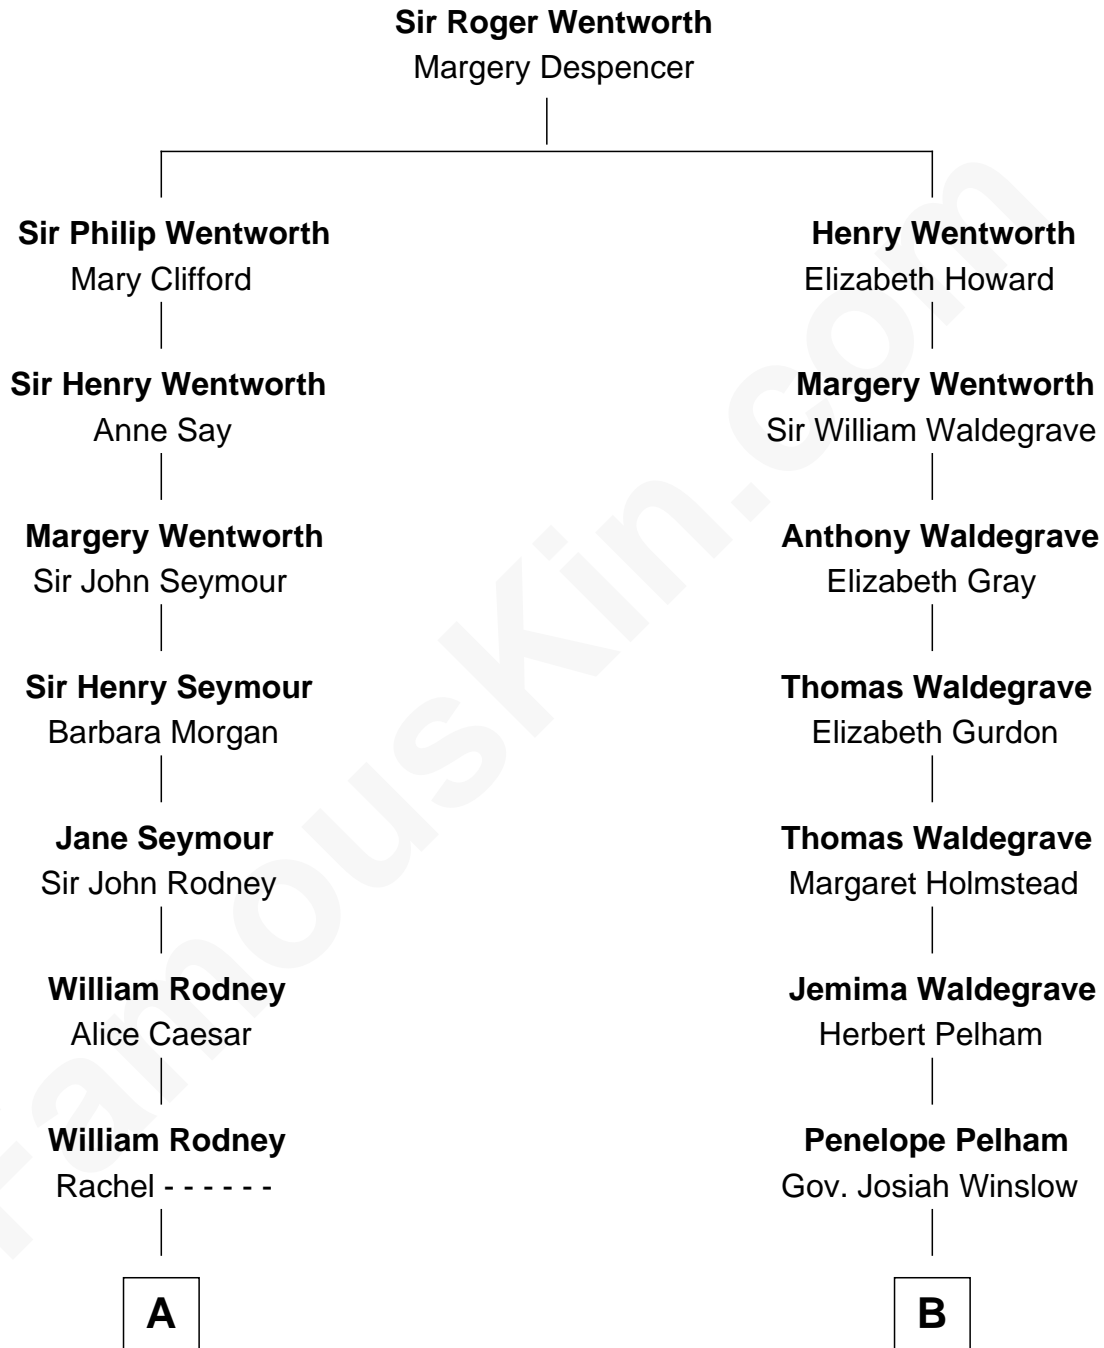 Sir Roger Wentworth
Margery Despencer
Sir Philip Wentworth
Mary Clifford
Henry Wentworth
Elizabeth Howard
Sir Henry Wentworth
Anne Say
Margery Wentworth
Sir William Waldegrave
Margery Wentworth
Sir John Seymour
Anthony Waldegrave
Elizabeth Gray
Sir Henry Seymour
Barbara Morgan
Thomas Waldegrave
Elizabeth Gurdon
Jane Seymour
Sir John Rodney
Thomas Waldegrave
Margaret Holmstead
William Rodney
Alice Caesar
Jemima Waldegrave
Herbert Pelham
William Rodney
Rachel - - - - - -
Penelope Pelham
Gov. Josiah Winslow
A
B
FamousKin.com